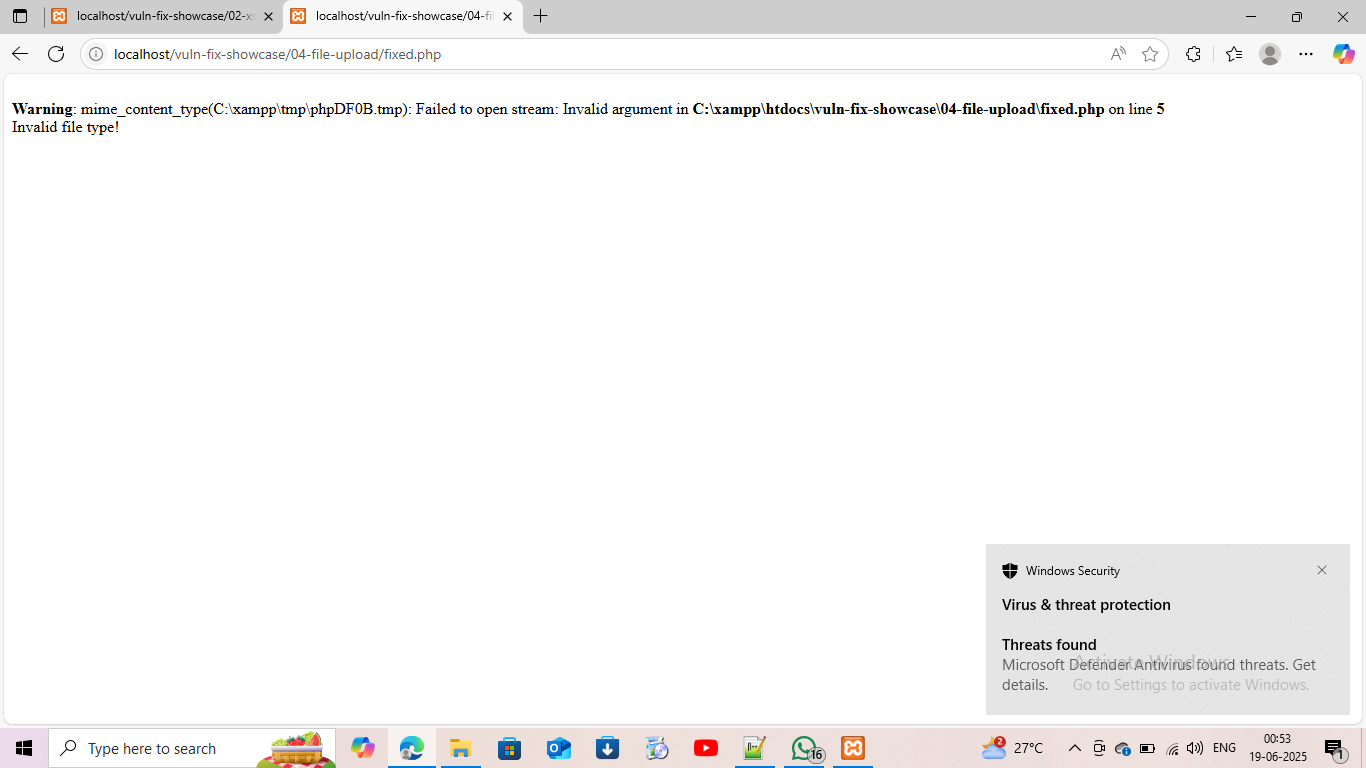 localhost/vuln-fix-showcase/02-xs
localhost/vuln-fix-showcase/04-fil
localhost/vuln-fix-showcase/04-file-upload/fixed.php
Warning: mime_content_type(C:\xampp\tmp\phpDF0B.tmp): Failed to open stream: Invalid argument in C:\xampp\htdocs\vuln-fix-showcase\04-file-upload\fixed.php on line 5
Invalid file type!
Windows Security
Virus & threat protection
Threats found
Microsoft Defender Antivirus found threats. Get
details.
Activate Windows
Go to Settings to activate Windows.
Type here to search
16
2
27°C
ENG
00:53
19-06-2025
1